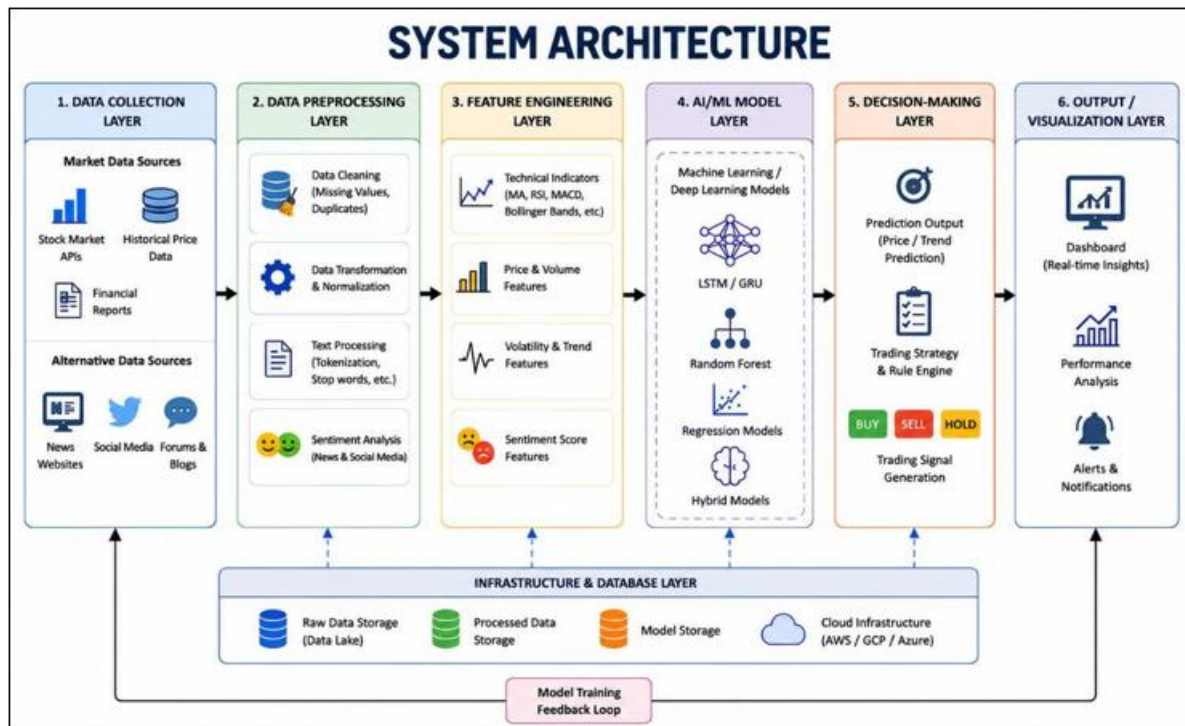 SYSTEM ARCHITECTURE
1. DATA COLLECTION
LAYER
Market Data Sources
Stock Market
APIs
Historical Price
Data
Financial
Reports
Alternative Data Sources
News
Websites
Social Media
Forums &
Blogs
2. DATA PREPROCESSING
LAYER
Data Cleaning
(Missing Values,
Duplicates)
Data Transformation
& Normalization
Text Processing
(Tokenization,
Stop words, etc.)
Sentiment Analysis
(News & Social Media)
3. FEATURE ENGINEERING
LAYER
Technical Indicators
(MA, RSI, MACD,
Bollinger Bands, etc)
Price & Volume
Features
Volatility & Trend
Features
Sentiment Score
Features
4. AI/ML MODEL
LAYER
Machine Learning /
Deep Learning Models
LSTM / GRU
Random Forest
Regression Models
Hybrid Models
5. DECISION-MAKING
LAYER
Prediction Output
(Price / Trend
Prediction)
Trading Strategy
& Rule Engine
BUY
SELL
HOLD
Trading Signal
Generation
6. OUTPUT /
VISUALIZATION LAYER
Dashboard
(Real-time Insights)
Performance
Analysis
Alerts &
Notifications
INFRASTRUCTURE & DATABASE LAYER
Raw Data Storage
(Data Lake)
Processed Data
Storage
Model Storage
Cloud Infrastructure
(AWS / GCP / Azure)
Model Training
Feedback Loop